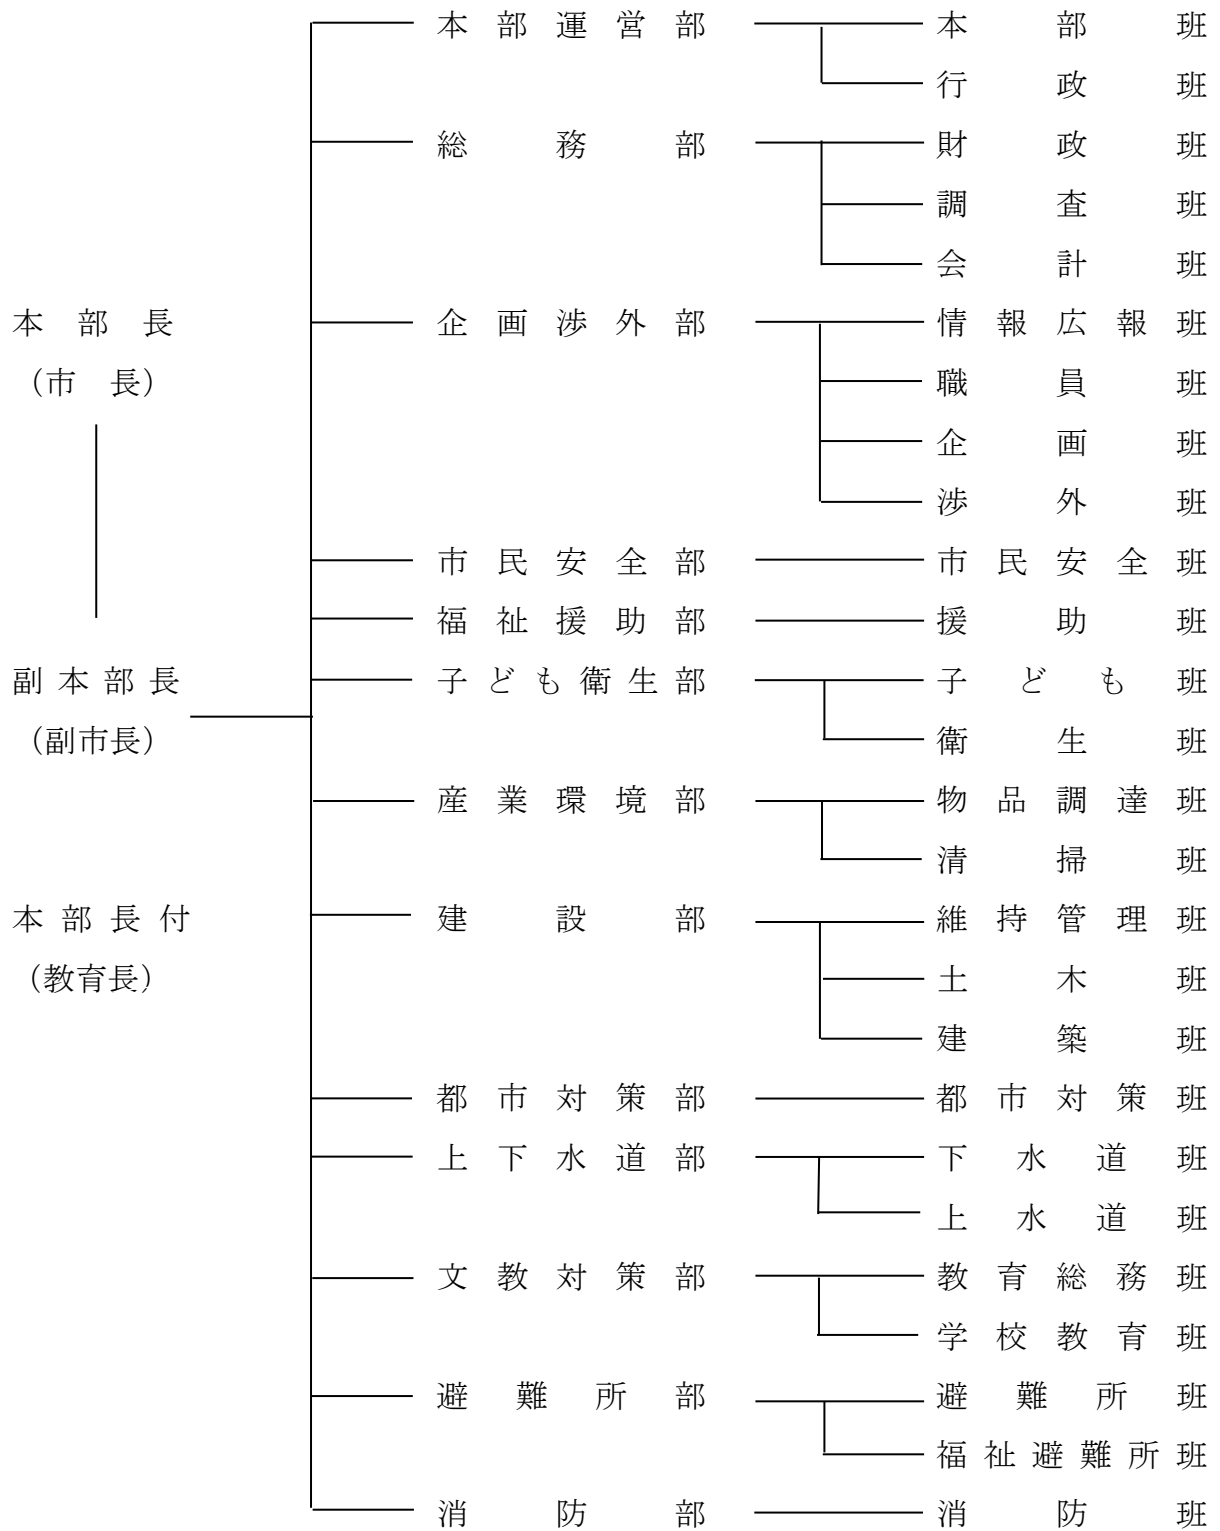 本部運営部 本部班
行政班
総務部 財政班
調査班
会計班
本部長 企画渉外部 情報広報班
（市　長） 職員班
企画班
渉外班
市民安全部 市民安全班
福祉援助部 援助班
副本部長 子ども衛生部 子ども班
（副市長） 衛生班
産業環境部 物品調達班
清掃班
本部長付 建設部 維持管理班
（教育長） 土木班
建築班
都市対策部 都市対策班
上下水道部 下水道班
上水道班
文教対策部 教育総務班
学校教育班
避難所部 避難所班
福祉避難所班
消防部 消防班